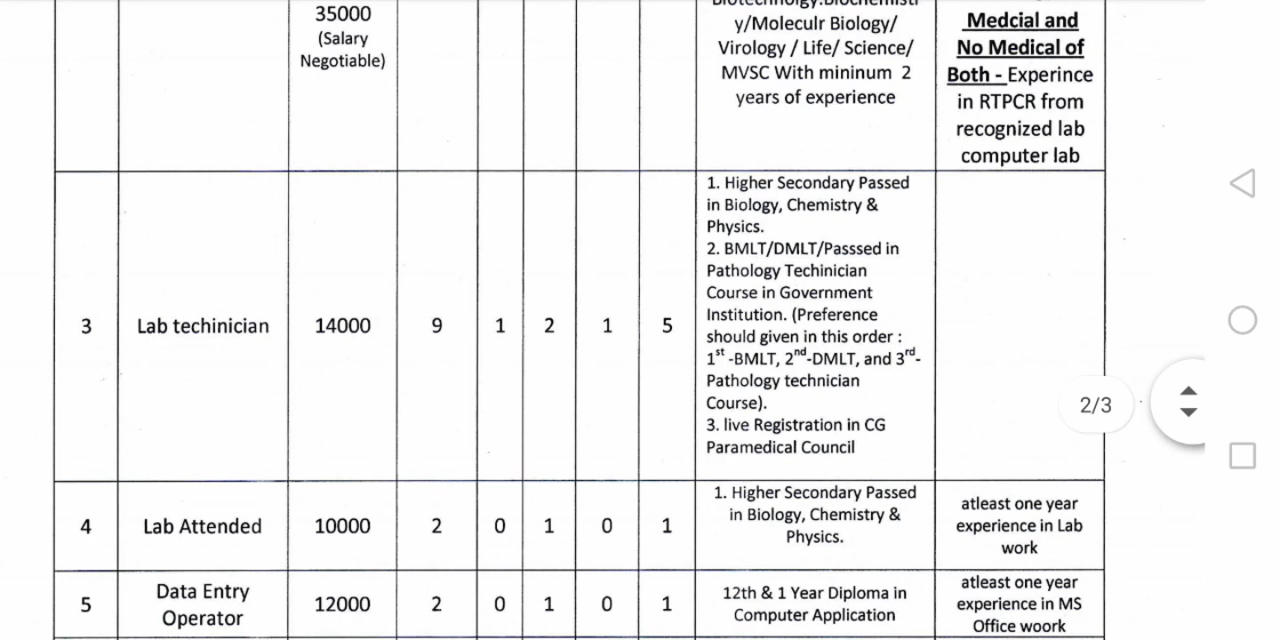 35000
(Salary
Negotiable)
y/Moleculr Biology/
Virology / Life/ Science/
MVSC With mininum 2
years of experience
Medcial and
No Medical of
Both - Experince
in RTPCR from
recognized lab
computer lab
3
Lab techinician
14000
9
1
2
1
5
1. Higher Secondary Passed
in Biology, Chemistry &
Physics.
2. BMLT/DMLT/Passsed in
Pathology Techinician
Course in Government
Institution. (Preference
should given in this order :
1st -BMLT, 2nd-DMLT, and 3rd-
Pathology technician
Course).
3. live Registration in CG
Paramedical Council
2/3
4
Lab Attended
10000
2
0
1
0
1
1. Higher Secondary Passed
in Biology, Chemistry &
Physics.
atleast one year
experience in Lab
work
5
Data Entry
Operator
12000
2
0
1
0
1
12th & 1 Year Diploma in
Computer Application
atleast one year
experience in MS
Office woork